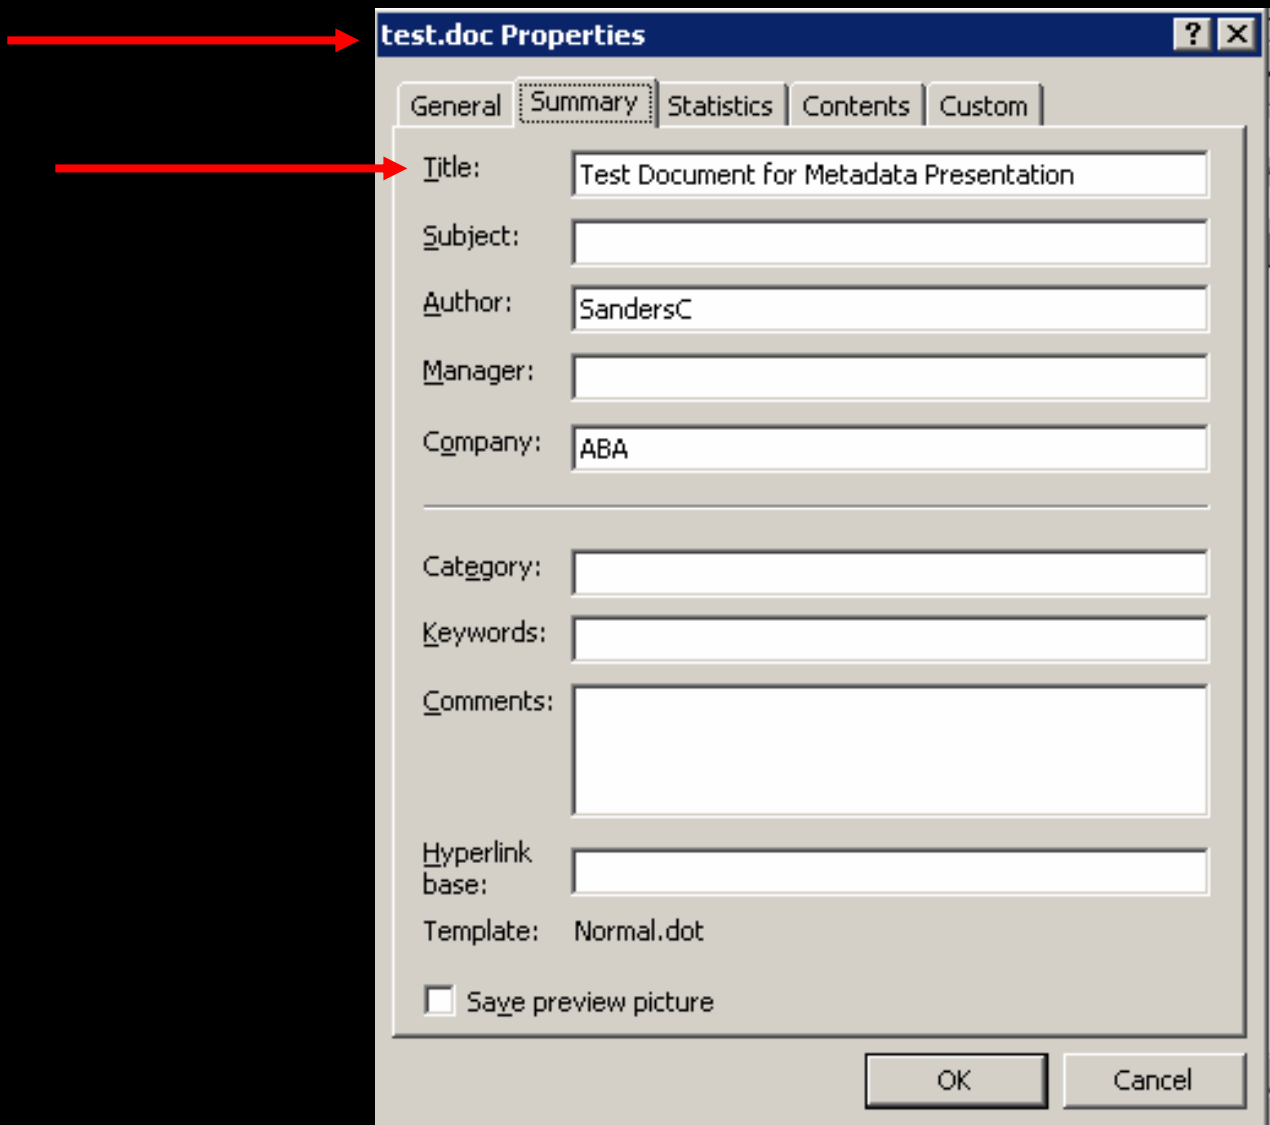 test.doc Properties
General Summary Statistics Contents Custom
Title: Test Document for Metadata Presentation
Subject:
Author: SandersC
Manager:
Company: ABA
Category:
Keywords:
Comments:
Hyperlink
base:
Template: Normal.dot
Save preview picture
OK Cancel